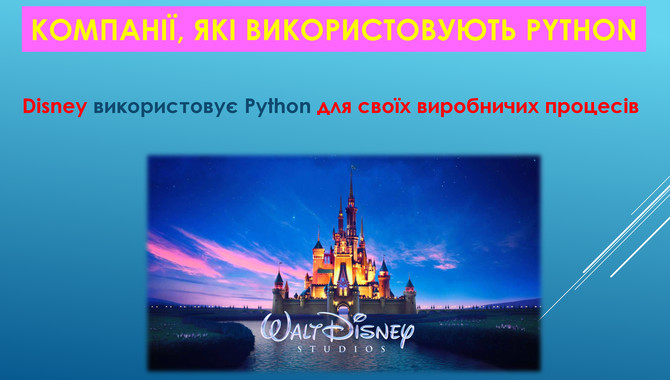 КОМПАНІЇ, ЯКІ ВИКОРИСТОВУЮТЬ PYTHON
Disney використовує Python для своїх виробничих процесів
WALT DISNEY
STUDIOS